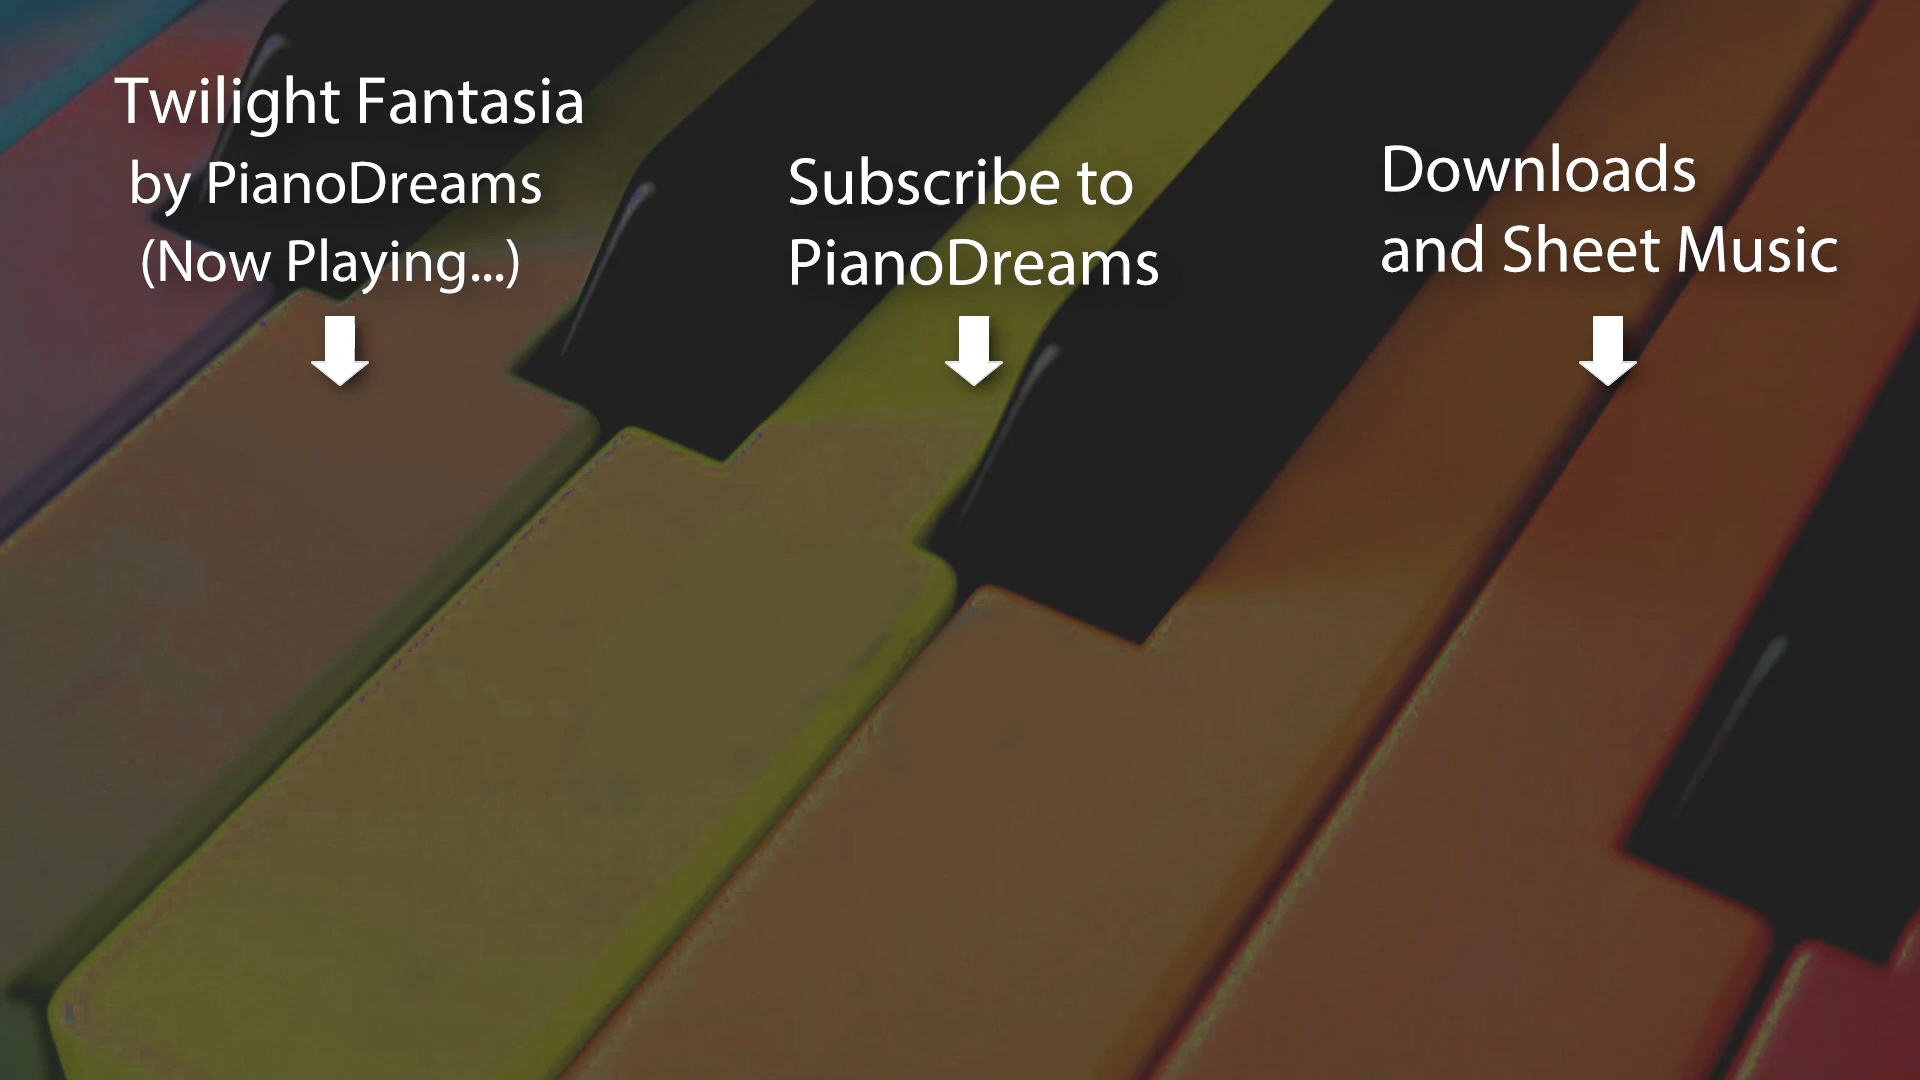 Twilight Fantasia
by PianoDreams
(Now Playing...)
Subscribe to
PianoDreams
Downloads
and Sheet Music